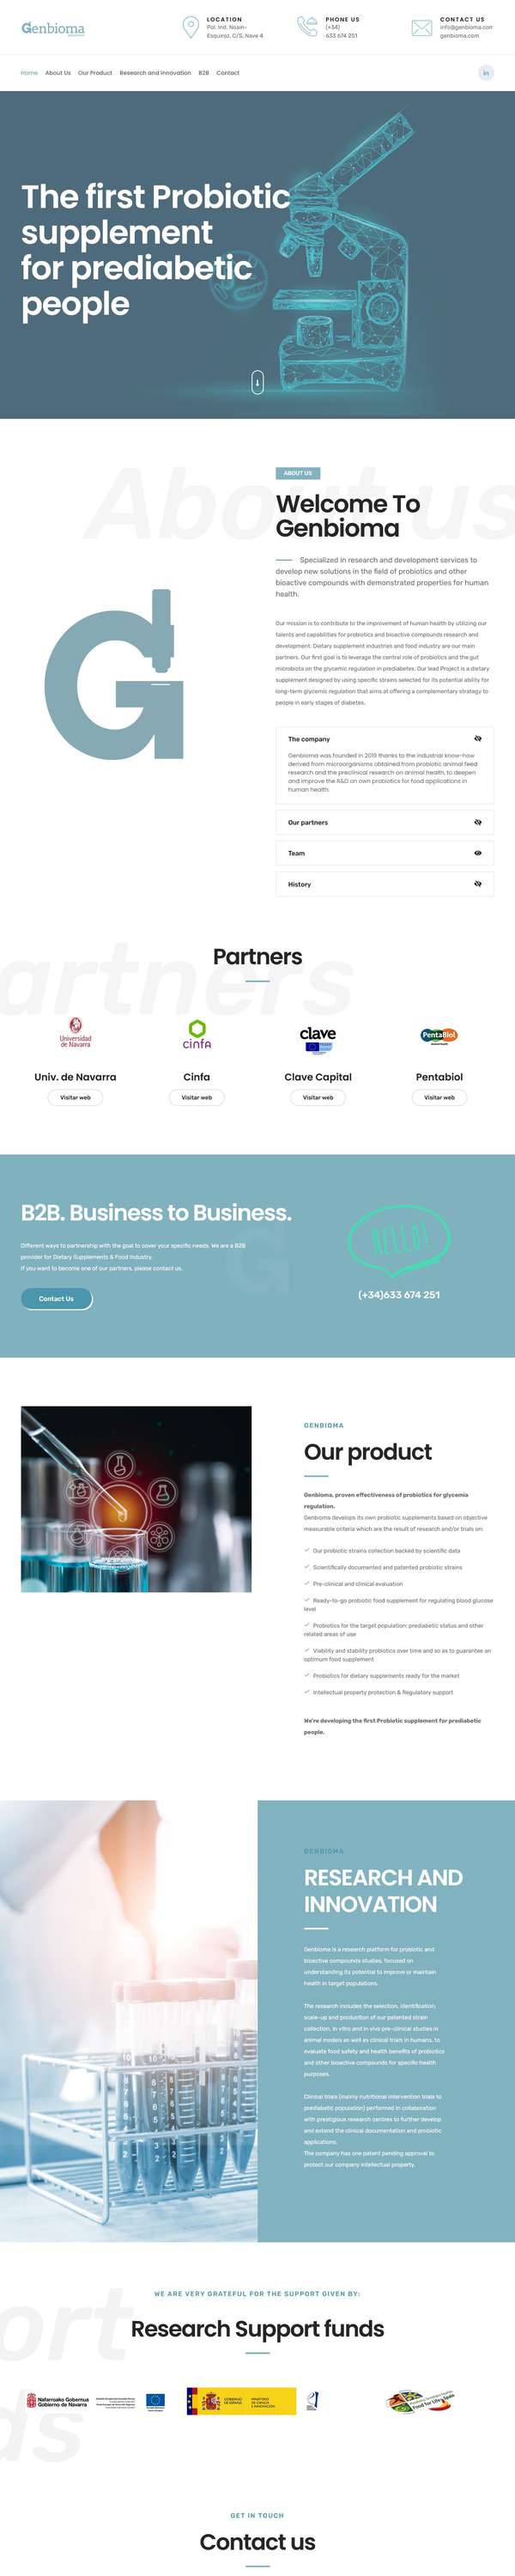 Genbioma
LOCATION
Pol. Ind. Noáin-
Esquíroz, C/S, Nave 4
PHONE US
(+34)
633 674 251
CONTACT US
info@genbioma.com
genbioma.com
Home About Us Our Product Research and Innovation B2B Contact
in
The first Probiotic
supplement
for prediabetic
people
About us
ABOUT US
Welcome To
Genbioma
Specialized in research and development services to
develop new solutions in the field of probiotics and other
bioactive compounds with demonstrated properties for human
health.
Our mission is to contribute to the improvement of human health by utilizing our
talents and capabilities for probiotics and bioactive compounds research and
development. Dietary supplement industries and food industry are our main
partners. Our first goal is to leverage the central role of probiotics and the gut
microbiota on the glycemic regulation in prediabetes. Our lead Project is a dietary
supplement designed by using specific strains selected for its potential ability for
long-term glycemic regulation that aims at offering a complementary strategy to
people in early stages of diabetes.
The company
Genbioma was founded in 2019 thanks to the industrial know-how
derived from microorganisms obtained from probiotic animal feed
research and the preclinical research on animal health, to deepen
and improve the R&D on own probiotics for food applications in
human health.
Our partners
Team
History
artners
Partners
Universidad
de Navarra
cinfa
clave
PentaBiol
Univ. de Navarra
Cinfa
Clave Capital
Pentabiol
Visitar web
Visitar web
Visitar web
Visitar web
B2B. Business to Business.
Different ways to partnership with the goal to cover your specific needs. We are a B2B
provider for Dietary Supplements & Food Industry.
If you want to become one of our partners, please contact us.
Contact Us
HELLO!
(+34)633 674 251
GENBIOMA
Our product
Genbioma, proven effectiveness of probiotics for glycemia
regulation.
Genbioma develops its own probiotic supplements based on objective
measurable criteria which are the result of research and/or trials on:
Our probiotic strains collection backed by scientific data
Scientifically documented and patented probiotic strains
Pre-clinical and clinical evaluation
Ready-to-go probiotic food supplement for regulating blood glucose
level
Probiotics for the target population: prediabetic status and other
related areas of use
Viability and stability probiotics over time and so as to guarantee an
optimum food supplement
Probiotics for dietary supplements ready for the market
Intellectual property protection & Regulatory support
We're developing the first Probiotic supplement for prediabetic
people.
GENBIOMA
RESEARCH AND
INNOVATION
Genbioma is a research platform for probiotic and
bioactive compounds studies, focused on
understanding its potential to improve or maintain
health in target populations.
The research includes the selection, identification,
scale-up and production of our patented strain
collection, in vitro and in vivo pre-clinical studies in
animal models as well as clinical trials in humans, to
evaluate food safety and health benefits of probiotics
and other bioactive compounds for specific health
purposes.
Clinical trials (mainly nutritional intervention trials to
prediabetic population) performed in collaboration
with prestigious research centres to further develop
and extend the clinical documentation and probiotic
applications.
The company has one patent pending approval to
protect our company intellectual property.
WE ARE VERY GRATEFUL FOR THE SUPPORT GIVEN BY:
ort
ds
Research Support funds
Nafarroako Gobernua
Gobierno de Navarra
GOBIERNO
DE ESPAÑA
MINISTERIO
DE CIENCIA
E INNOVACIÓN
Food for Life Spain
GET IN TOUCH
Contact us